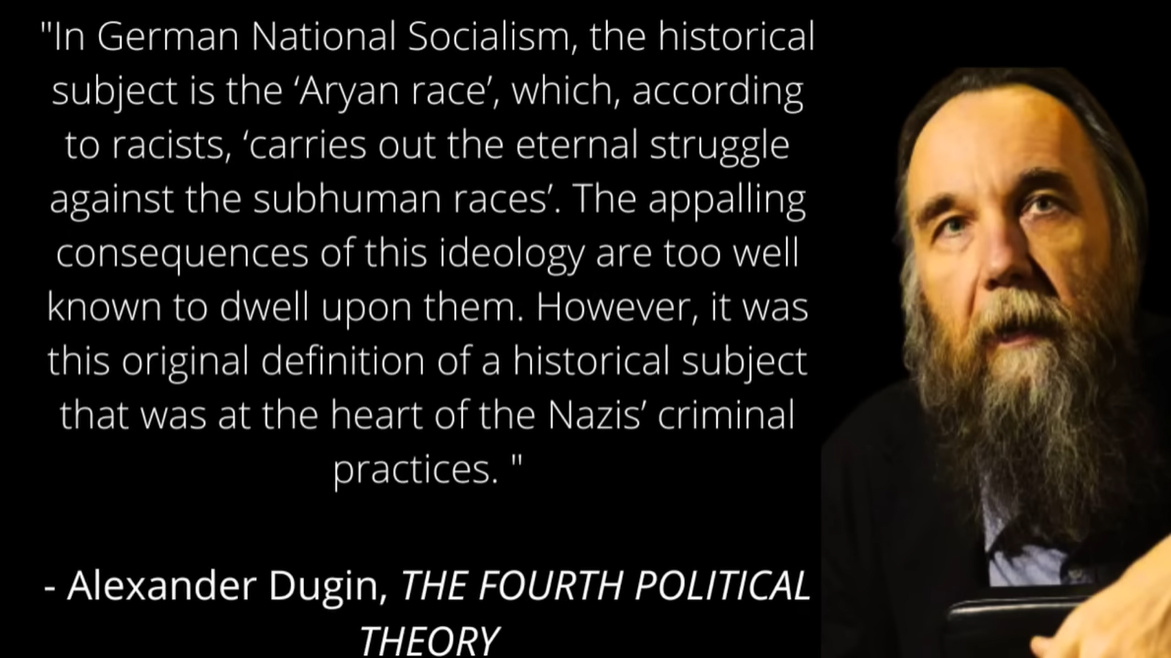 "In German National Socialism, the historical
subject is the ‘Aryan race’, which, according
to racists, ‘carries out the eternal struggle
against the subhuman races’. The appalling
consequences of this ideology are too well
known to dwell upon them. However, it was
this original definition of a historical subject
that was at the heart of the Nazis’ criminal
practices. "
- Alexander Dugin, THE FOURTH POLITICAL
THEORY